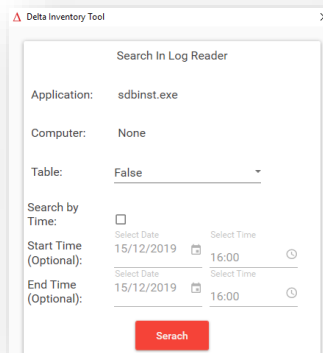 Delta Inventory Tool
Search In Log Reader
Application: sdbinst.exe
Computer: None
Table: False
Search by
Time:
Select Date Select Time
Start Time 15/12/2019 16:00
(Optional):
Select Date Select Time
End Time 15/12/2019 16:00
(Optional):
Serach